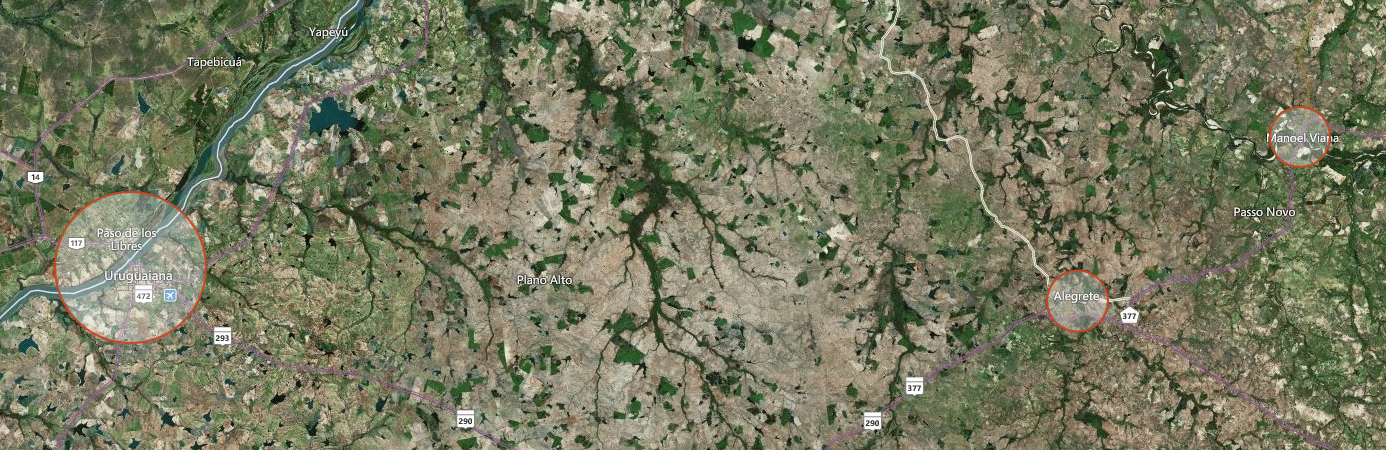 Yapeyú
Tapebicuá
Manoel Viana
14
Passo Novo
Paso de los
Libres
117
Uruguaiana
Plano Alto
472
Alegrete
377
293
377
290
290